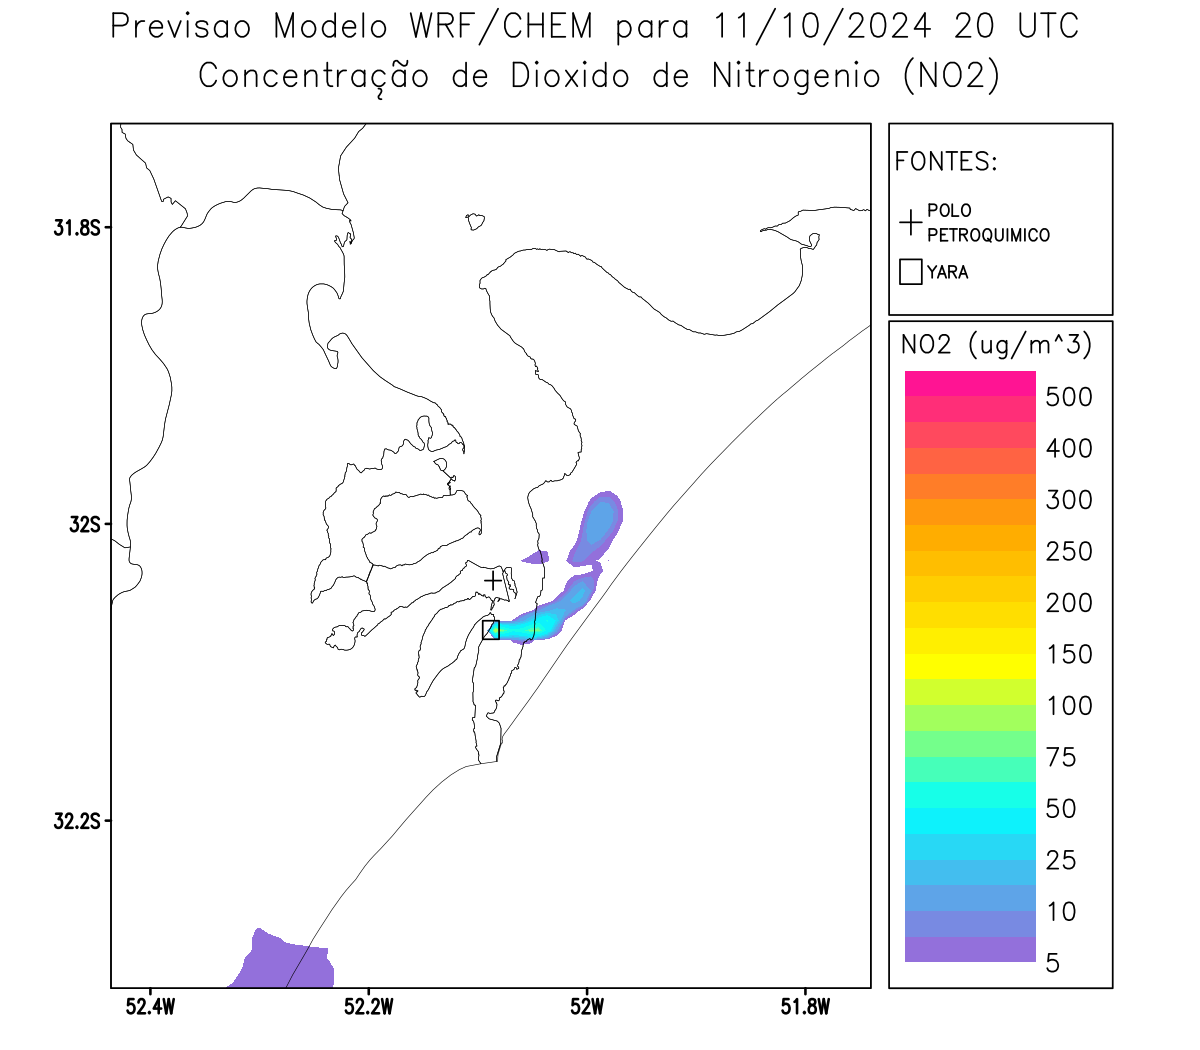 Previsao Modelo WRF/CHEM para 11/10/2024 20 UTC
Concentração de Dioxido de Nitrogenio (NO2)
FONTES:
POLO
PETROQUIMICO
YARA
31.8S
32S
32.2S
52.4W
52.2W
52W
51.8W
NO2 (ug/m^3)
500
400
300
250
200
150
100
75
50
25
10
5